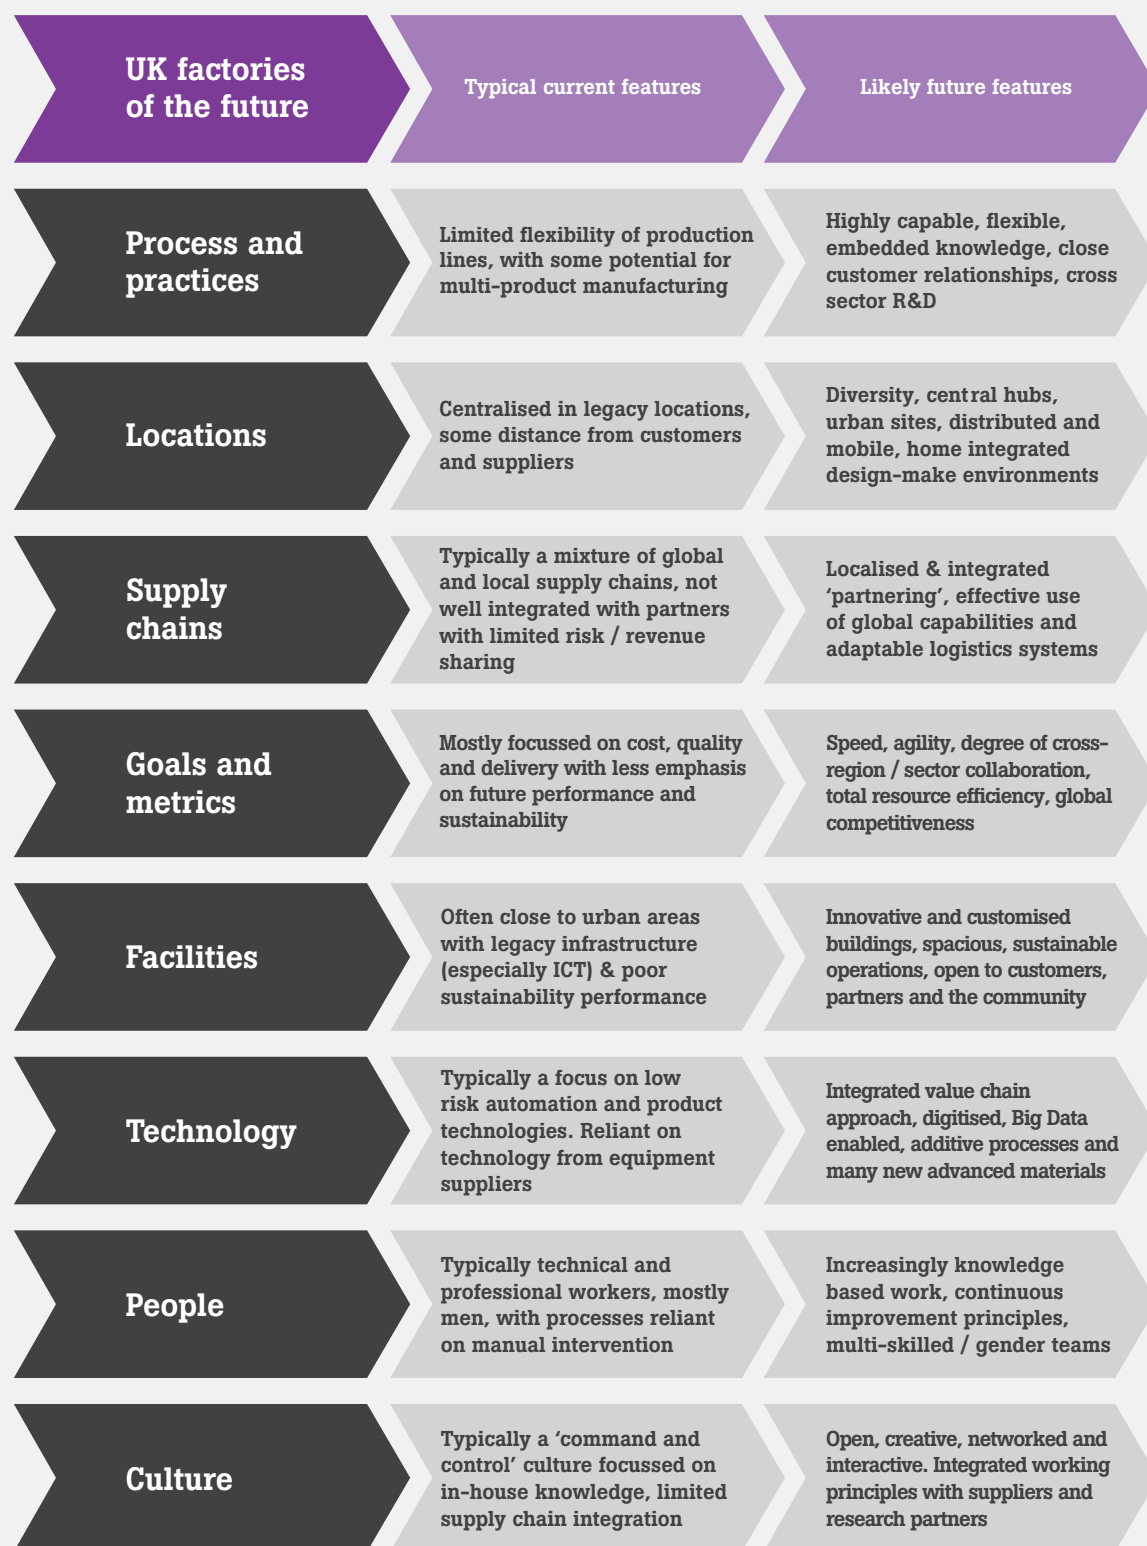 UK factories
of the future
Typical current features
Likely future features
Process and
practices
Limited flexibility of production
lines, with some potential for
multi-product manufacturing
Highly capable, flexible,
embedded knowledge, close
customer relationships, cross
sector R&D
Locations
Centralised in legacy locations,
some distance from customers
and suppliers
Diversity, central hubs,
urban sites, distributed and
mobile, home integrated
design-make environments
Supply
chains
Typically a mixture of global
and local supply chains, not
well integrated with partners
with limited risk / revenue
sharing
Localised & integrated
‘partnering’, effective use
of global capabilities and
adaptable logistics systems
Goals and
metrics
Mostly focussed on cost, quality
and delivery with less emphasis
on future performance and
sustainability
Speed, agility, degree of cross-
region / sector collaboration,
total resource efficiency, global
competitiveness
Facilities
Often close to urban areas
with legacy infrastructure
(especially ICT) & poor
sustainability performance
Innovative and customised
buildings, spacious, sustainable
operations, open to customers,
partners and the community
Technology
Typically a focus on low
risk automation and product
technologies. Reliant on
technology from equipment
suppliers
Integrated value chain
approach, digitised, Big Data
enabled, additive processes and
many new advanced materials
People
Typically technical and
professional workers, mostly
men, with processes reliant
on manual intervention
Increasingly knowledge
based work, continuous
improvement principles,
multi-skilled / gender teams
Culture
Typically a ‘command and
control’ culture focussed on
in-house knowledge, limited
supply chain integration
Open, creative, networked and
interactive. Integrated working
principles with suppliers and
research partners